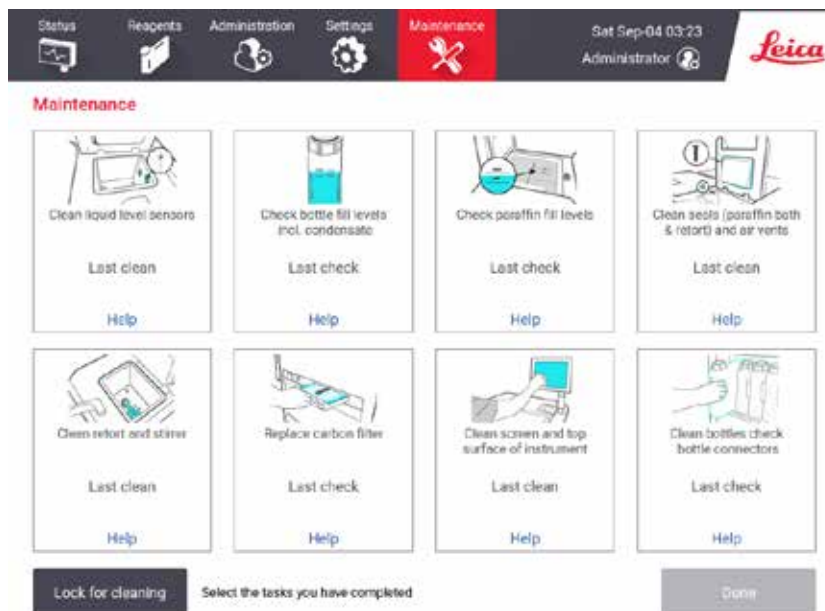 Status
Reagents
Administration
Settings
Maintenance
Sat Sep-04 03:23
Administrator
Leica
Maintenance
Clean liquid level sensors
Last clean
Help
Check bottle fill levels
incl. condensate
Last check
Help
Check paraffin fill levels
Last check
Help
Clean seals (paraffin bath
& retort) and air vents
Last clean
Help
Clean retort and stirrer
Last clean
Help
Replace carbon filter
Last check
Help
Clean screen and top
surface of instrument
Last clean
Help
Clean bottles check
bottle connectors
Last check
Help
Lock for cleaning
Select the tasks you have completed
Done